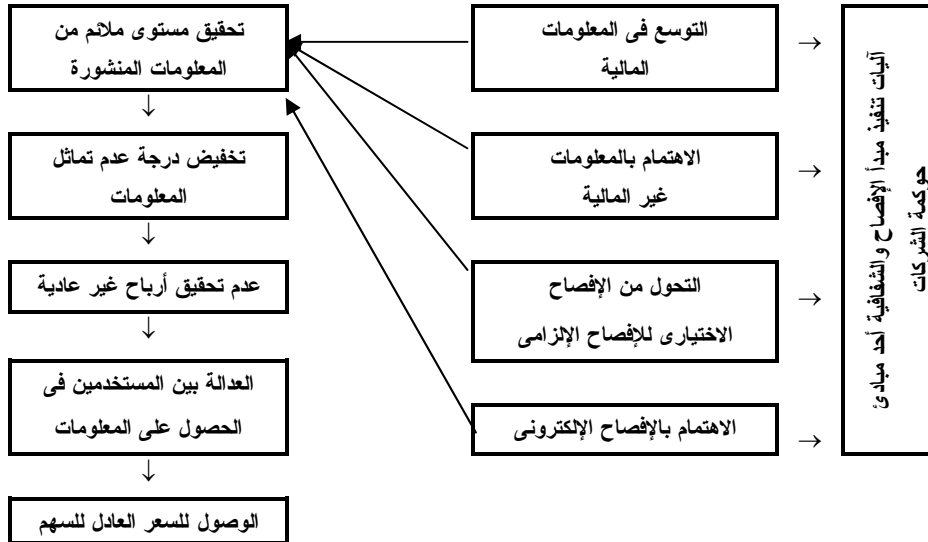 آليات تنفيذ مبدأ الإفصاح والشفافية أحد مبادئ
حوكمة الشركات
التوسع فى المعلومات
المالية
الاهتمام بالمعلومات
غير المالية
التحول من الإفصاح
الاختيارى للإفصاح الإلزامى
الاهتمام بالإفصاح الإلكترونى
تحقيق مستوى ملائم من
المعلومات المنشورة
تخفيض درجة عدم تماثل
المعلومات
عدم تحقيق أرباح غير عادية
العدالة بين المستخدمين فى
الحصول على المعلومات
الوصول للسعر العادل للسهم